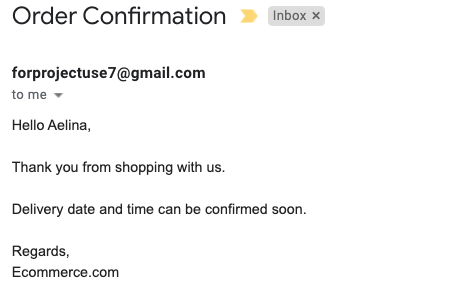 Order Confirmation Inbox ×
forprojectuse7@gmail.com
to me
Hello Aelina,
Thank you from shopping with us.
Delivery date and time can be confirmed soon.
Regards,
Ecommerce.com